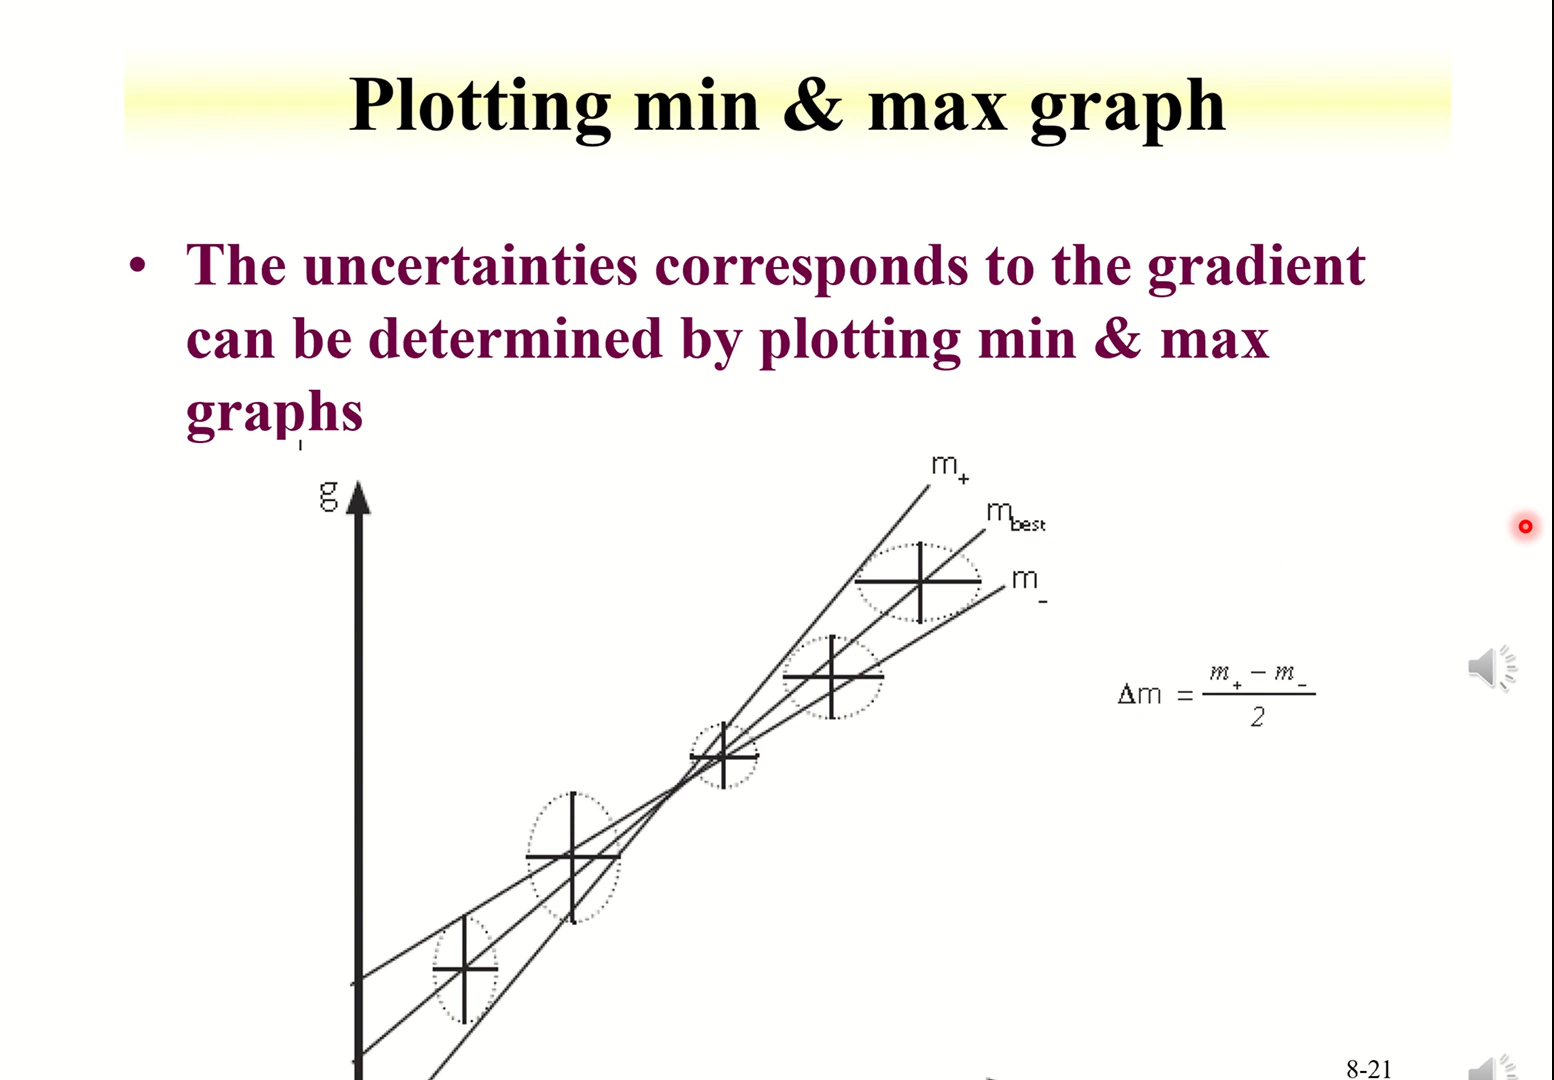 Plotting min & max graph
• The uncertainties corresponds to the gradient
can be determined by plotting min & max
graphs
g
m+
mbest
m-
Δm = m+ − m− / 2
8-21